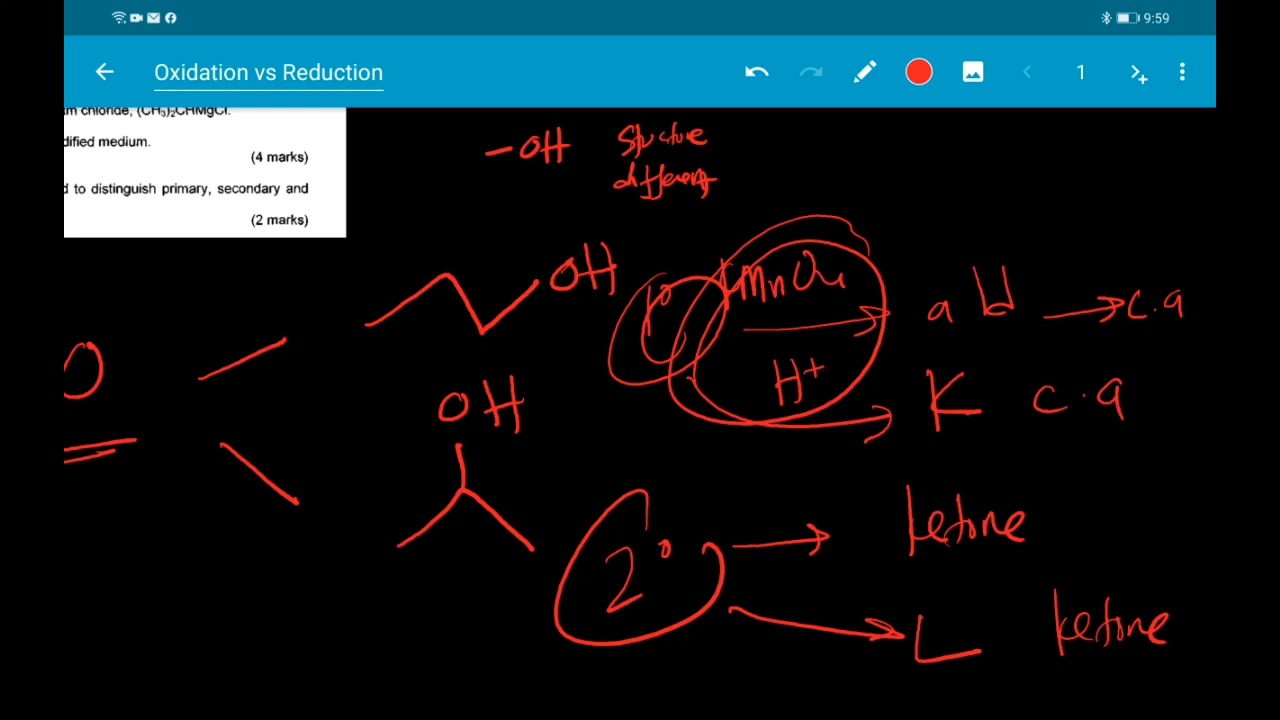 9:59
Oxidation vs Reduction
1
um chloride, (CH₃)₂CHMgCl.
dified medium.
(4 marks)
d to distinguish primary, secondary and
(2 marks)
-OH Structure
different
OH
1° KMnO₄
H+
ald → c.a
O
OH
K c.a
2°
ketone
L ketone